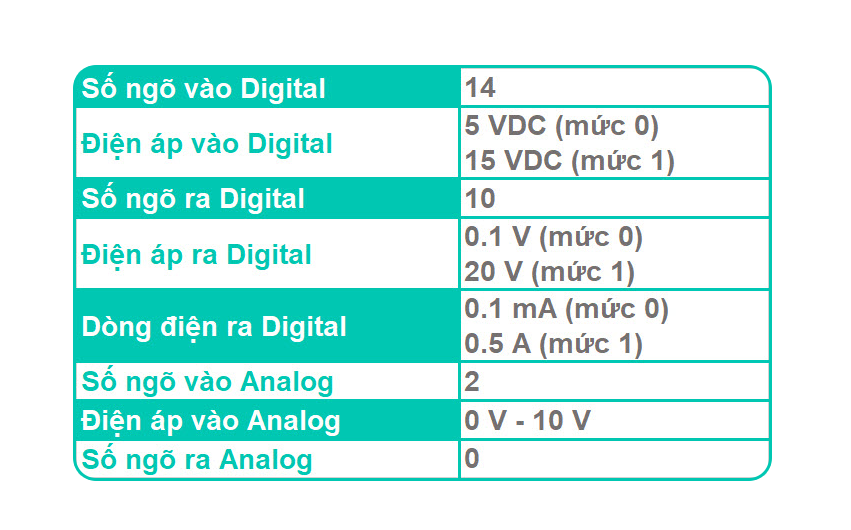 Số ngõ vào Digital
14
Điện áp vào Digital
5 VDC (mức 0)
15 VDC (mức 1)
Số ngõ ra Digital
10
Điện áp ra Digital
0.1 V (mức 0)
20 V (mức 1)
Dòng điện ra Digital
0.1 mA (mức 0)
0.5 A (mức 1)
Số ngõ vào Analog
2
Điện áp vào Analog
0 V - 10 V
Số ngõ ra Analog
0